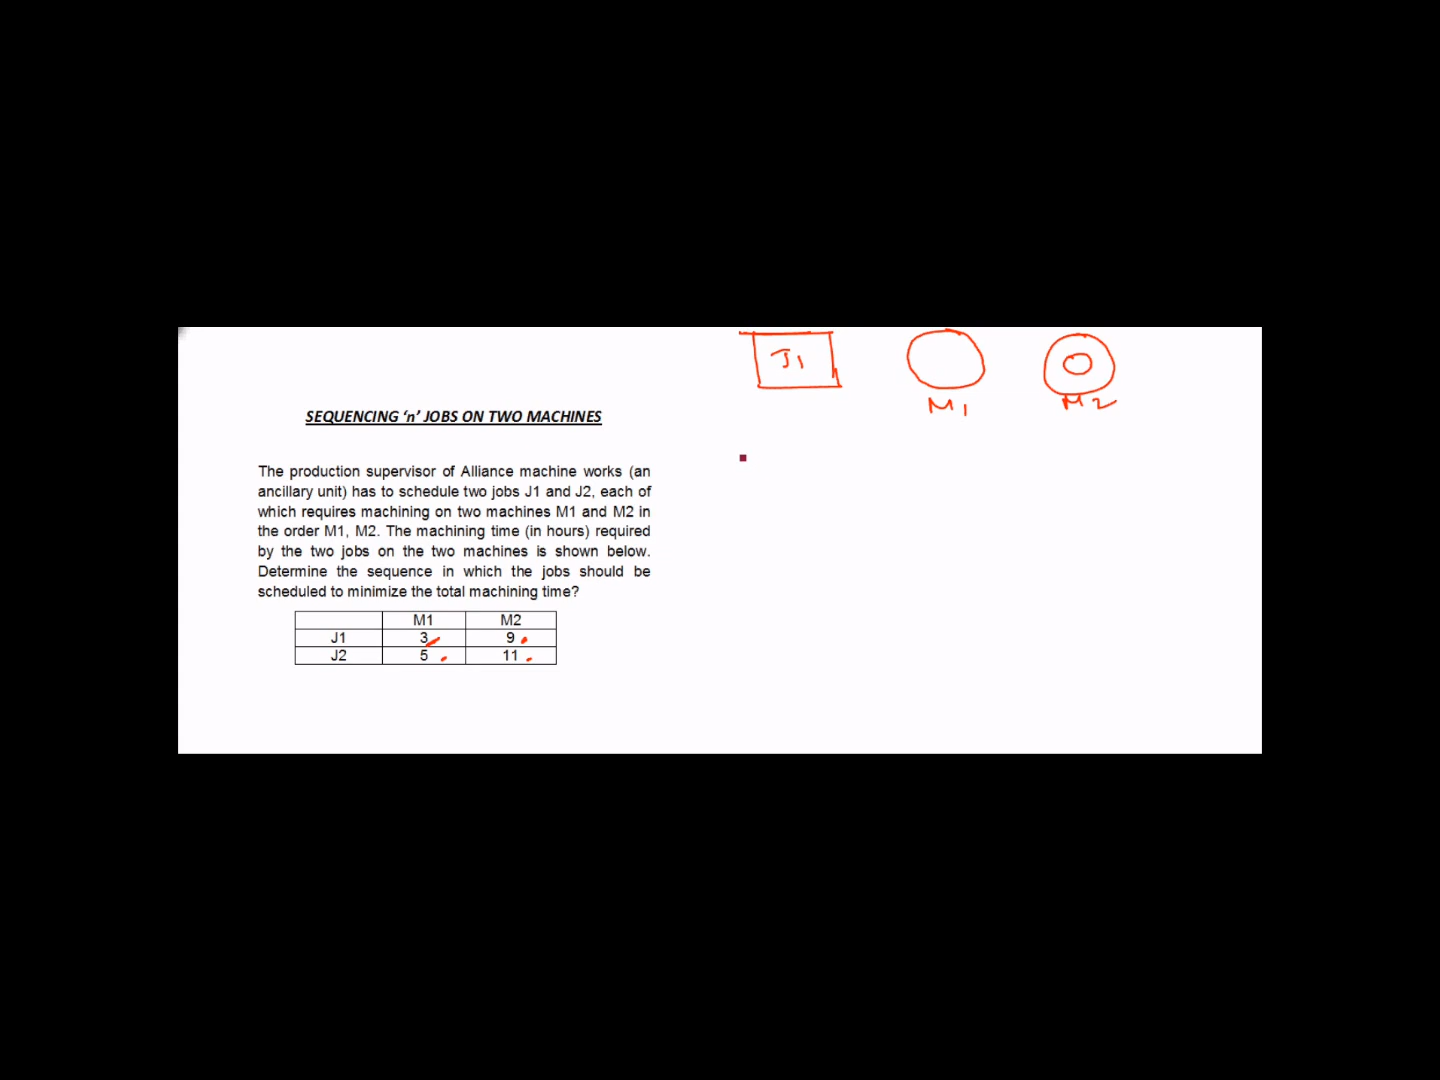 J1
M1
M2
SEQUENCING ‘n’ JOBS ON TWO MACHINES
The production supervisor of Alliance machine works (an
ancillary unit) has to schedule two jobs J1 and J2, each of
which requires machining on two machines M1 and M2 in
the order M1, M2. The machining time (in hours) required
by the two jobs on the two machines is shown below.
Determine the sequence in which the jobs should be
scheduled to minimize the total machining time?
M1 M2
J1 3 9
J2 5 11